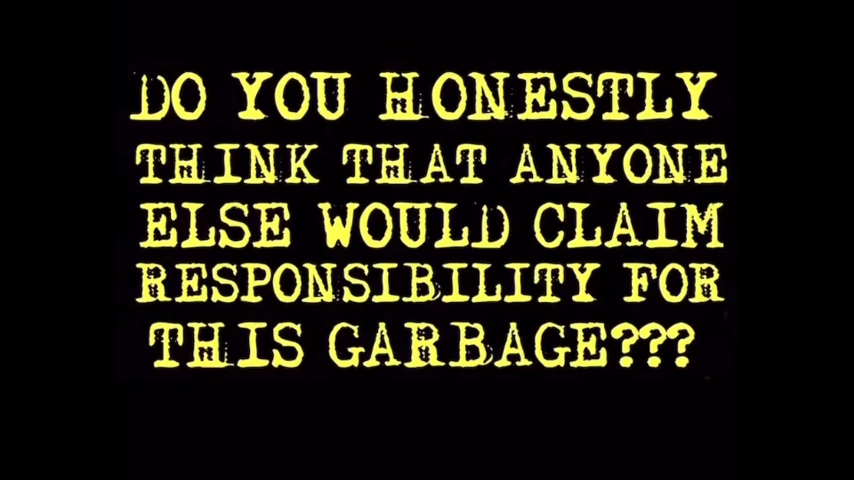 DO YOU HONESTLY
THINK THAT ANYONE
ELSE WOULD CLAIM
RESPONSIBILITY FOR
THIS GARBAGE???